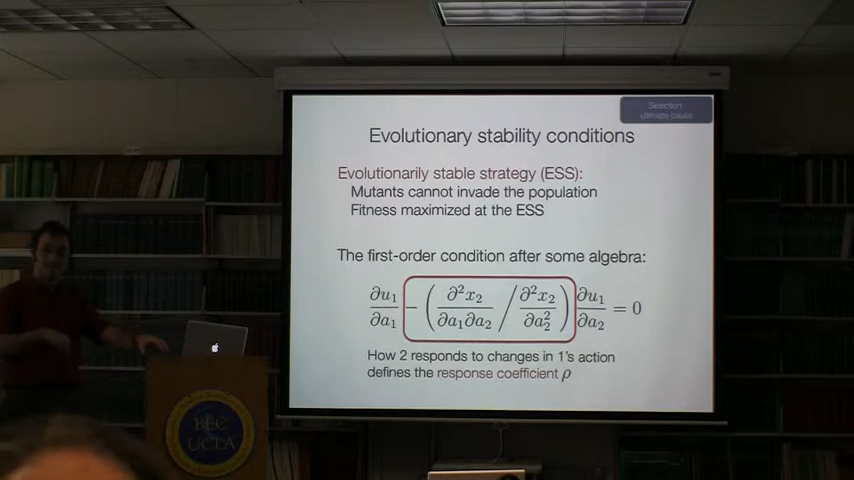 Selection:
ultimate cause
Evolutionary stability conditions
Evolutionarily stable strategy (ESS):
Mutants cannot invade the population
Fitness maximized at the ESS
The first-order condition after some algebra:
∂u₁/∂a₁ − (∂²x₂/∂a₁∂a₂ / ∂²x₂/∂a₂²) ∂u₁/∂a₂ = 0
How 2 responds to changes in 1's action
defines the response coefficient ρ
BEC
UCLA